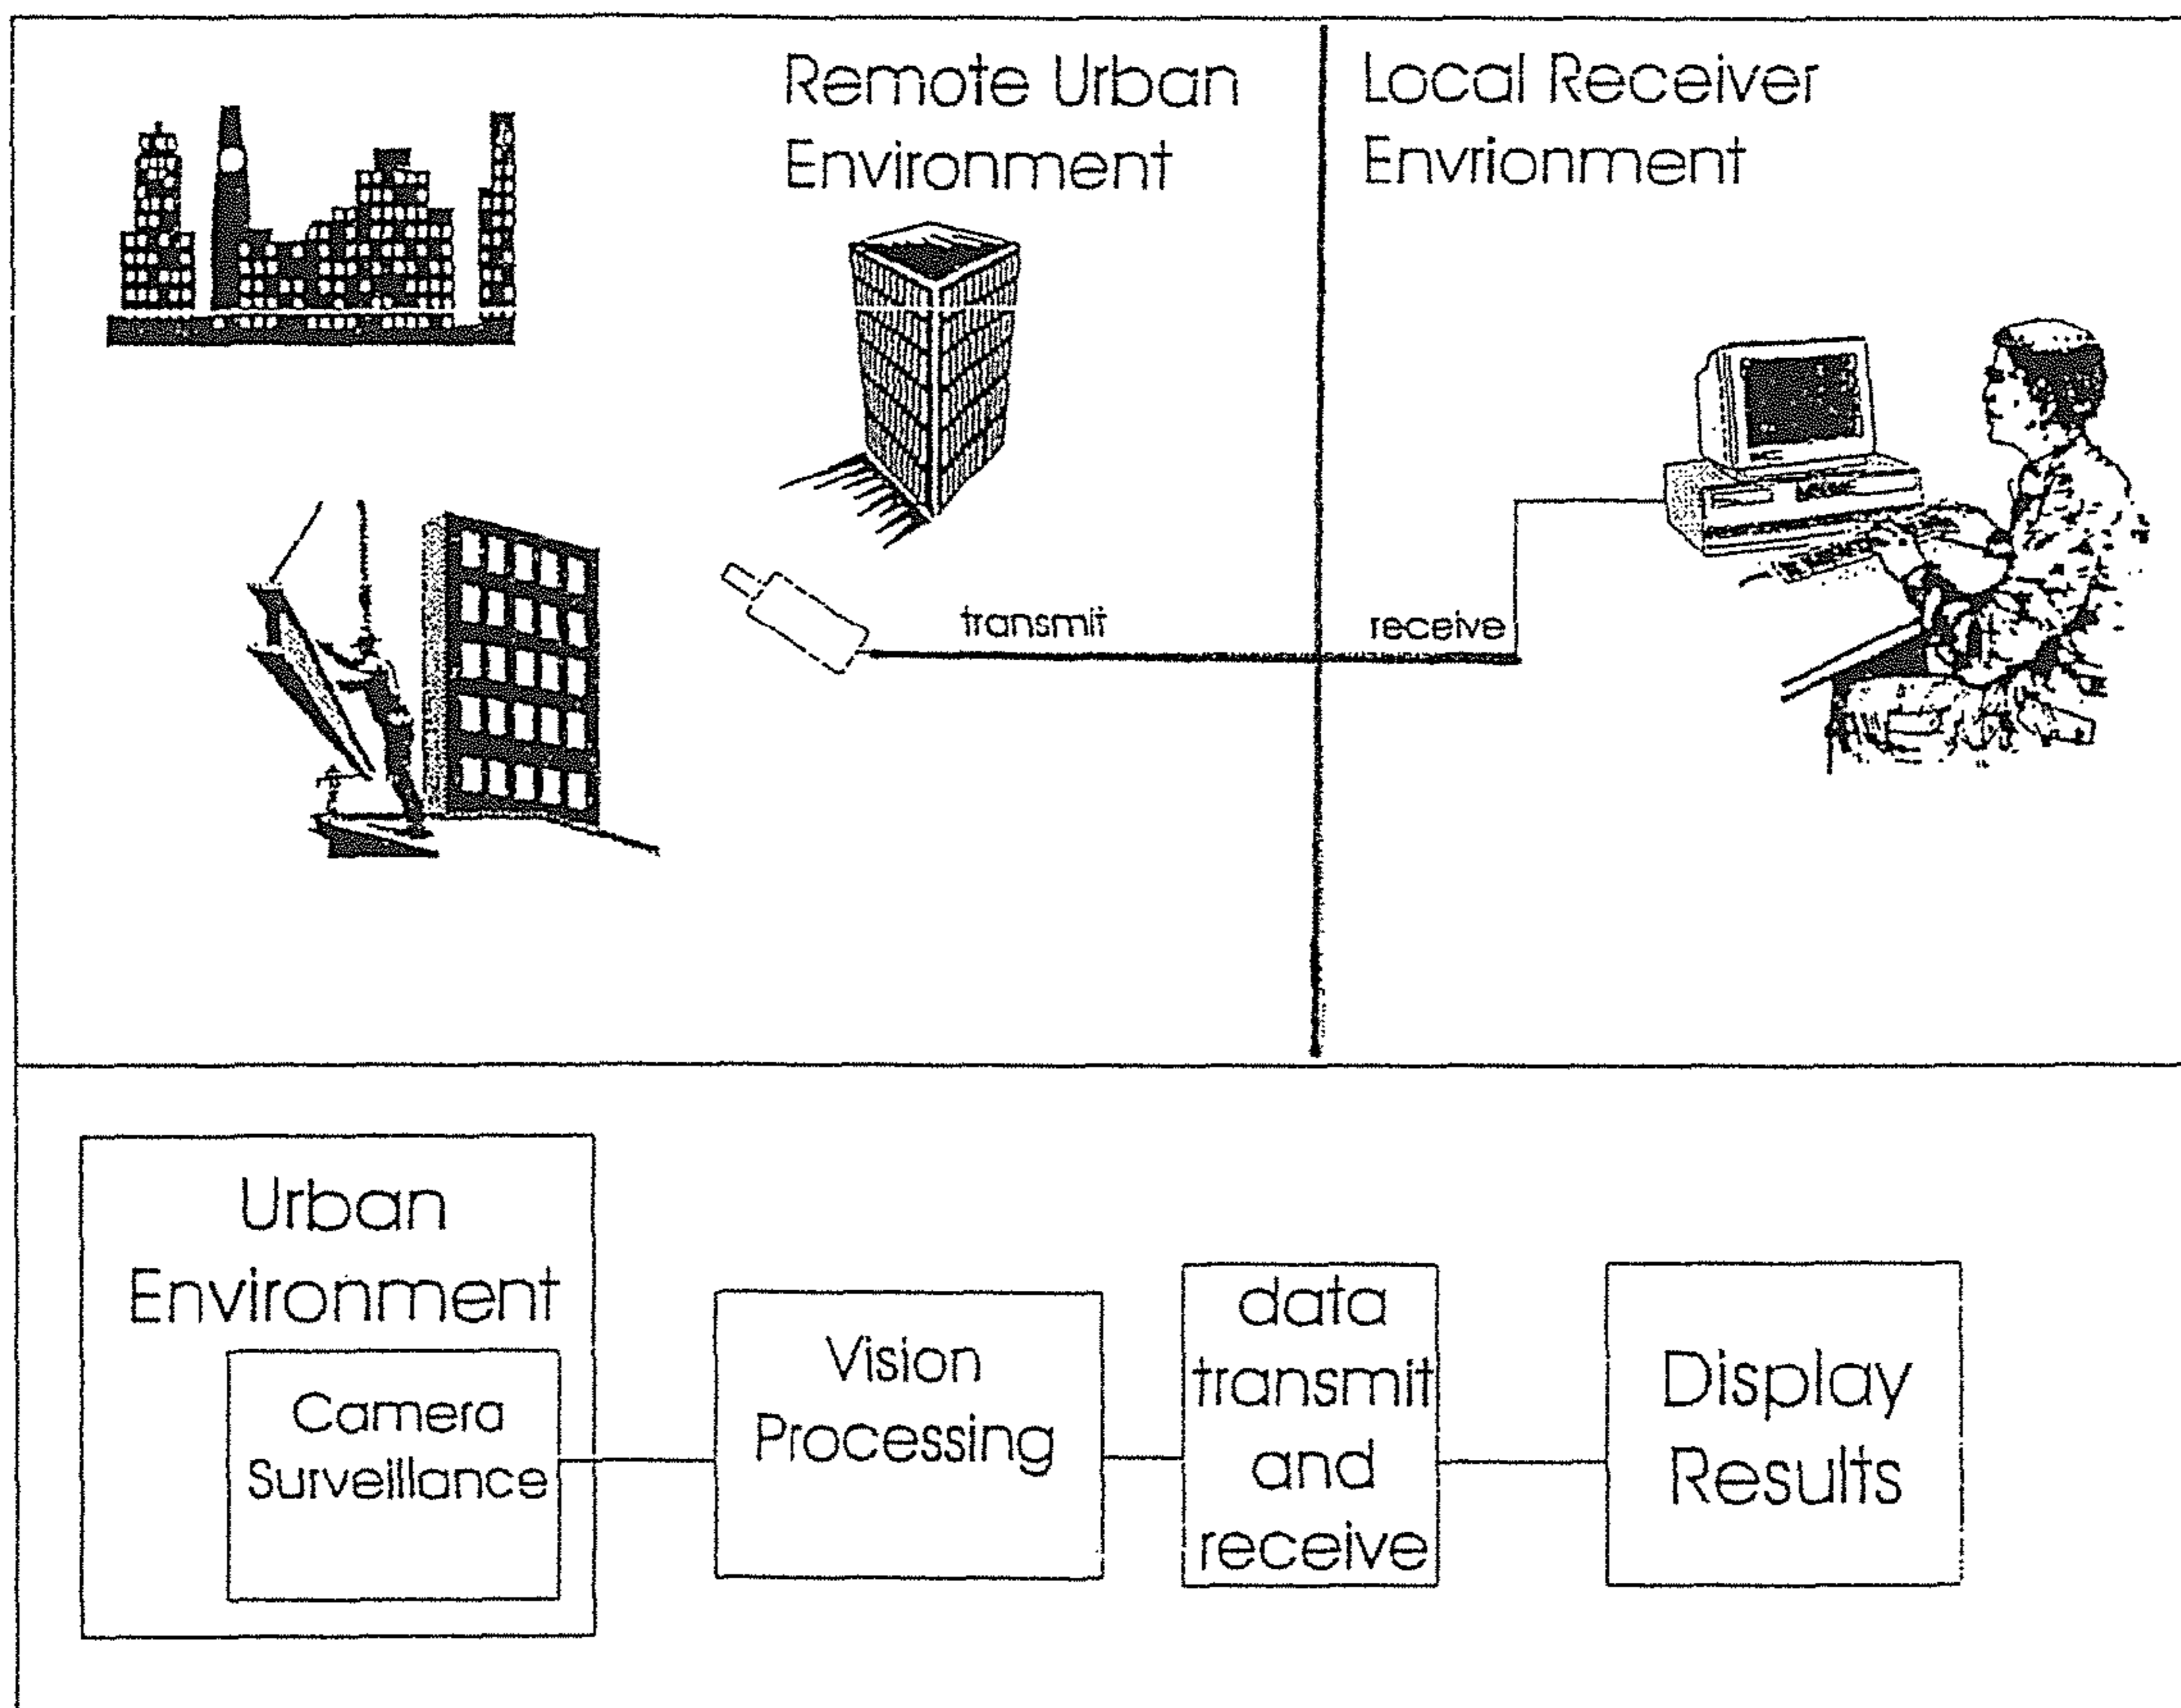 Remote Urban
Environment
Local Receiver
Envrionment
transmit
receive
Urban
Environment
Camera
Surveillance
Vision
Processing
data
transmit
and
receive
Display
Results